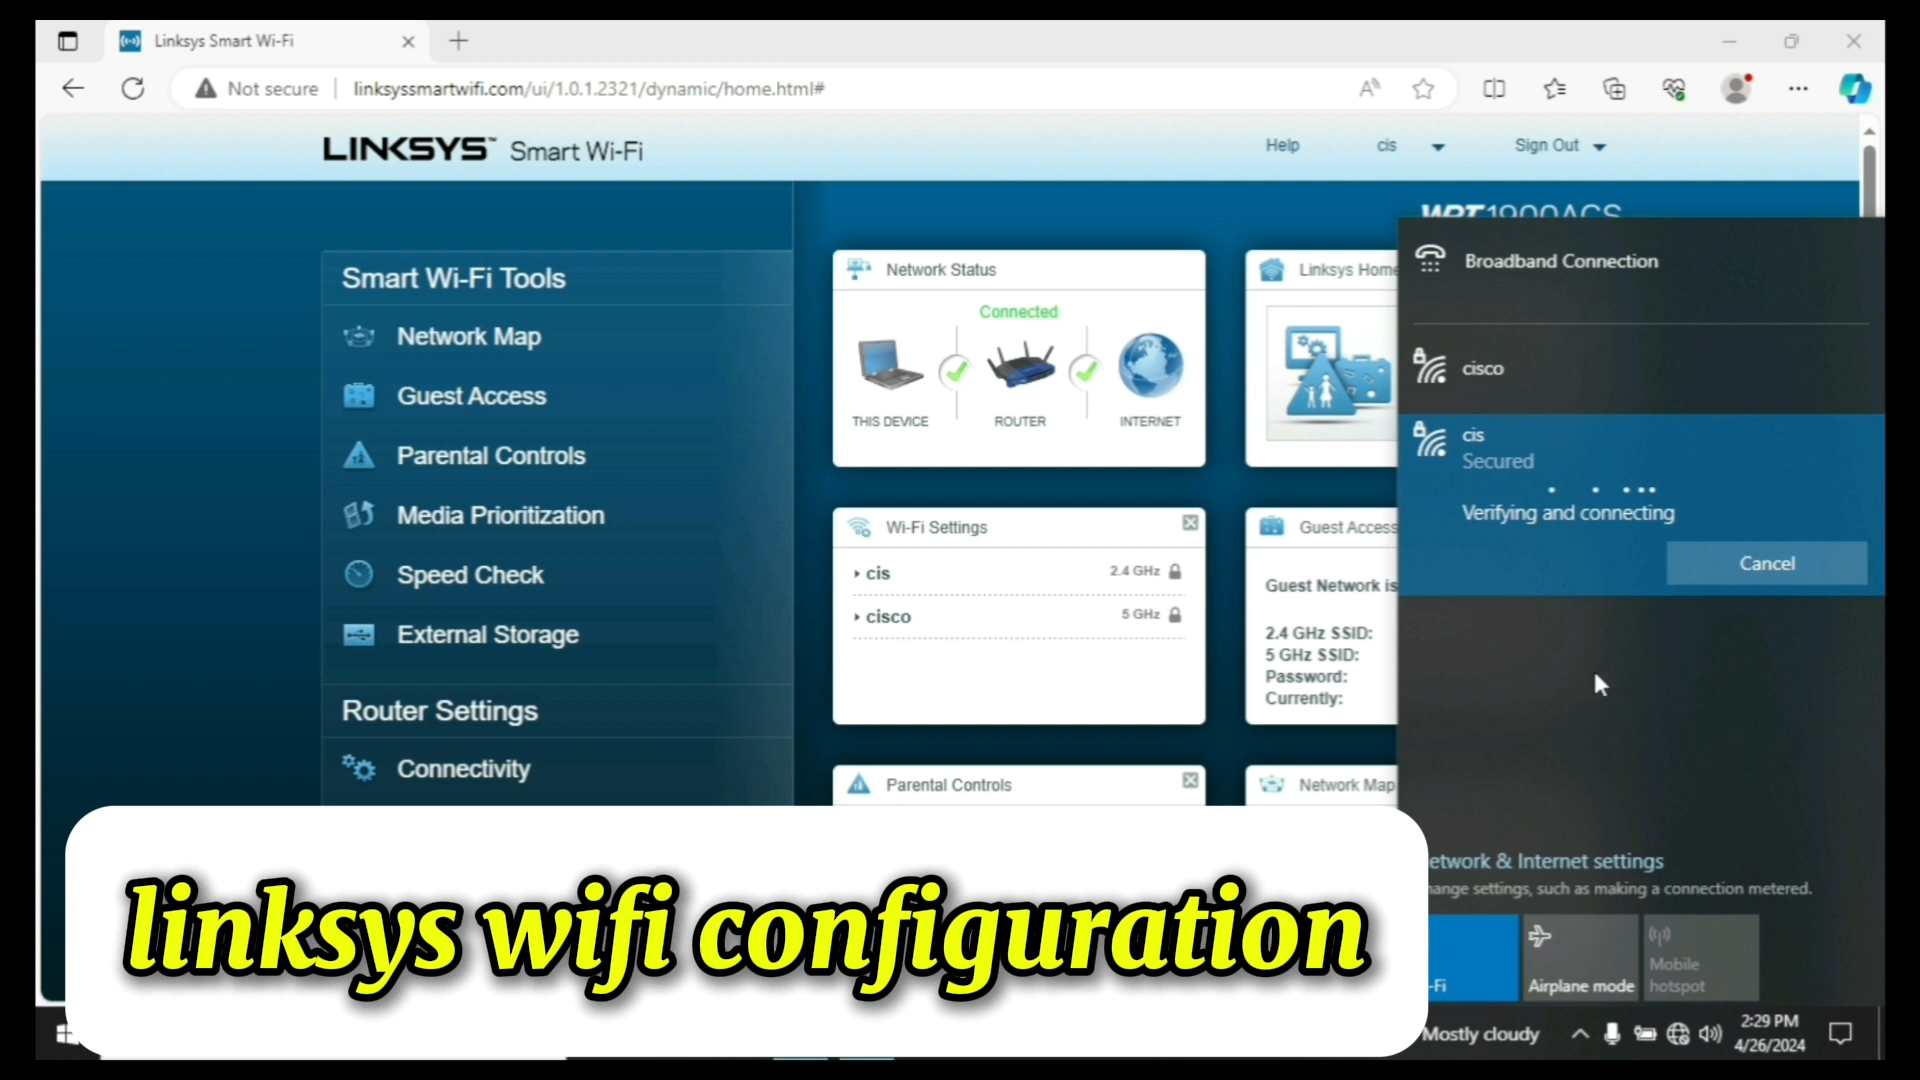 Linksys Smart Wi-Fi
Not secure
linksyssmartwifi.com/ui/1.0.1.2321/dynamic/home.html#
LINKSYS™ Smart Wi-Fi
Help
cis
Sign Out
WRT1900ACS
Smart Wi-Fi Tools
Network Map
Guest Access
Parental Controls
Media Prioritization
Speed Check
External Storage
Router Settings
Connectivity
Network Status
Connected
THIS DEVICE
ROUTER
INTERNET
Wi-Fi Settings
cis 2.4 GHz
cisco 5 GHz
Parental Controls
Linksys Home
Guest Access
Guest Network is
2.4 GHz SSID:
5 GHz SSID:
Password:
Currently:
Network Map
Broadband Connection
cisco
cis
Secured
Verifying and connecting
Cancel
etwork & Internet settings
hange settings, such as making a connection metered.
-Fi
Airplane mode
Mobile
hotspot
linksys wifi configuration
Mostly cloudy
2:29 PM
4/26/2024